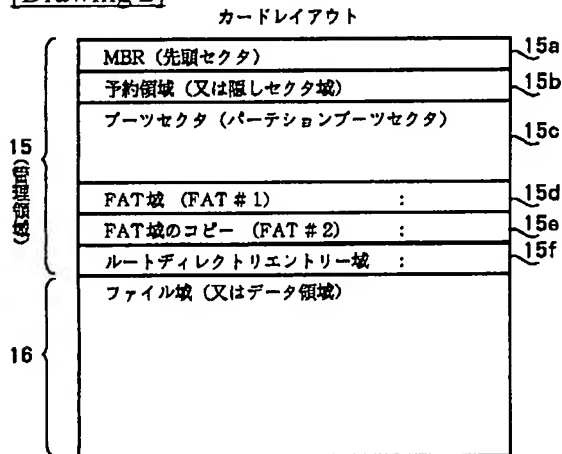 カードレイアウト
MBR (先頭セクタ)
15a
予約領域 (又は隠しセクタ域)
15b
ブーツセクタ (パーテションブーツセクタ)
15c
15
(管理領域)
FAT域 (FAT # 1) :
15d
FAT域のコピー (FAT # 2) :
15e
ルートディレクトリエントリー域 :
15f
ファイル域 (又はデータ領域)
16